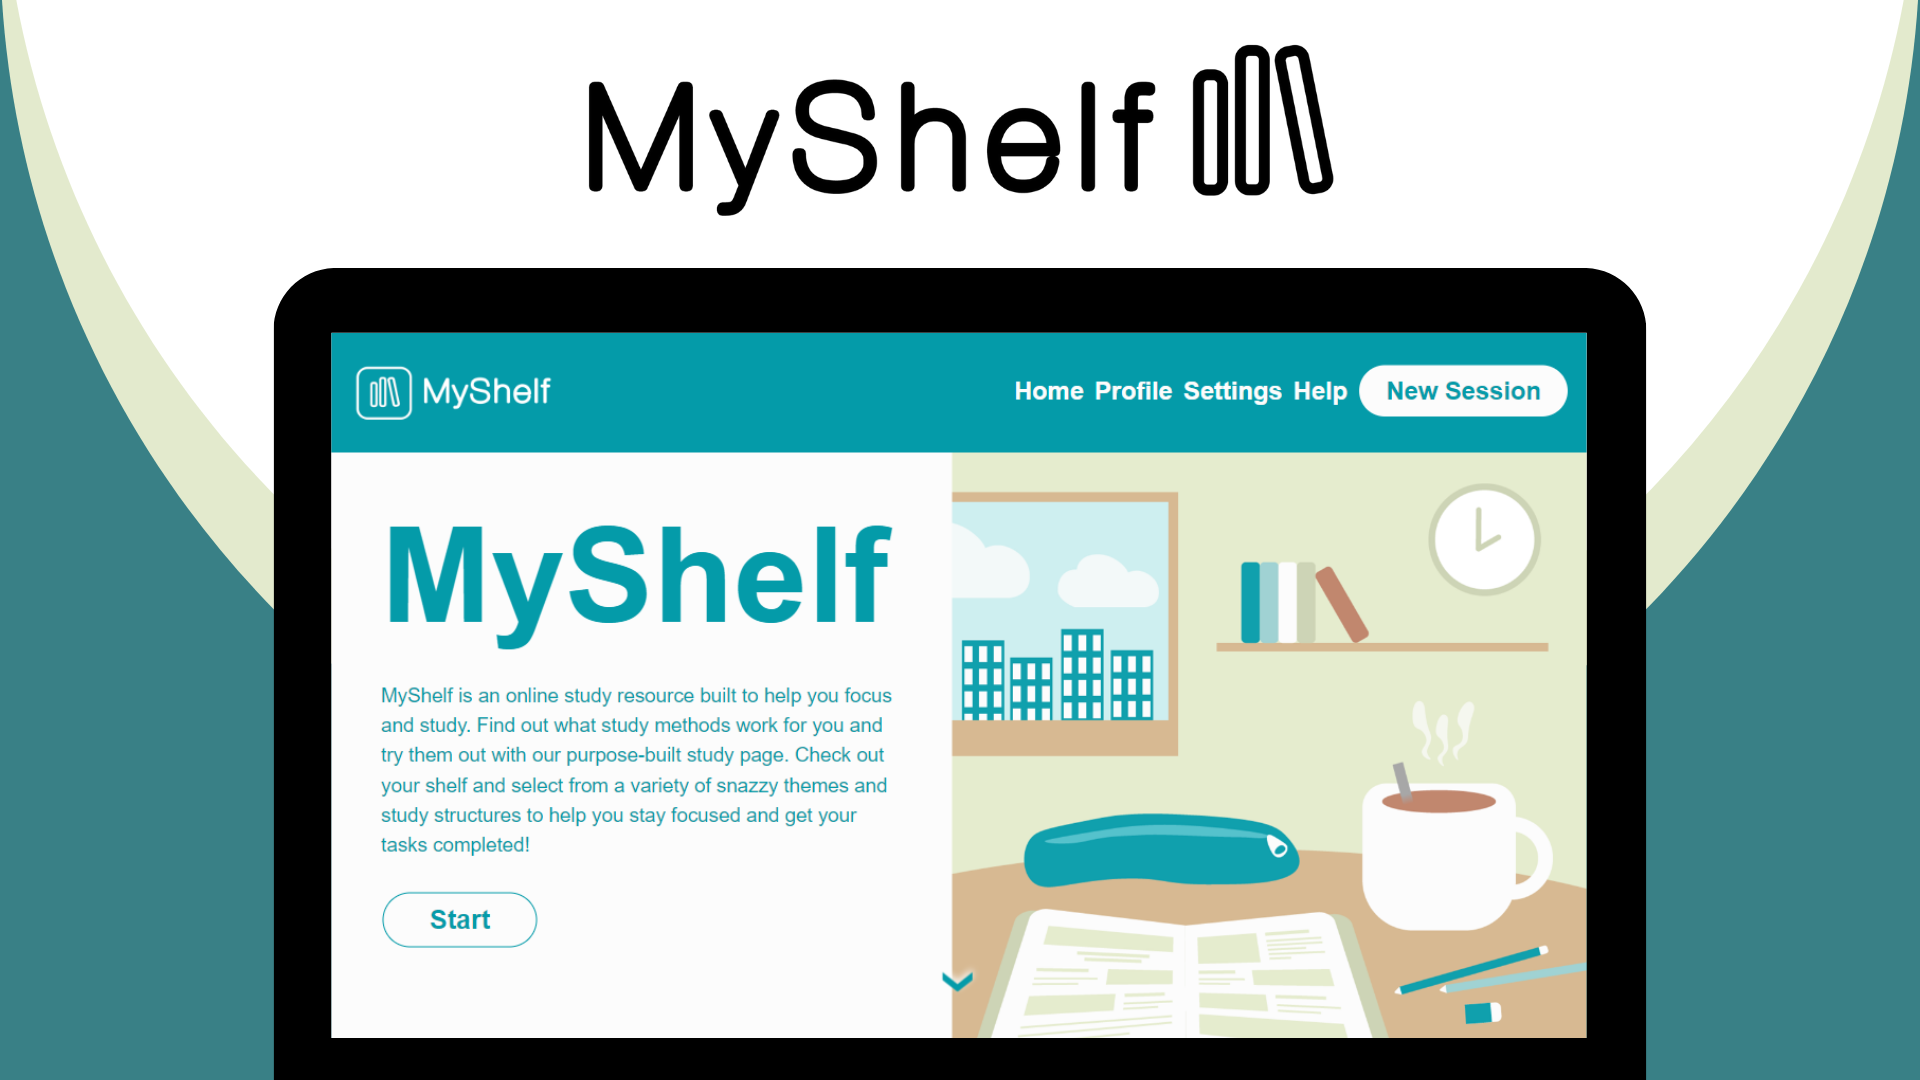 MyShelf
MyShelf
Home Profile Settings Help New Session
MyShelf
MyShelf is an online study resource built to help you focus
and study. Find out what study methods work for you and
try them out with our purpose-built study page. Check out
your shelf and select from a variety of snazzy themes and
study structures to help you stay focused and get your
tasks completed!
Start